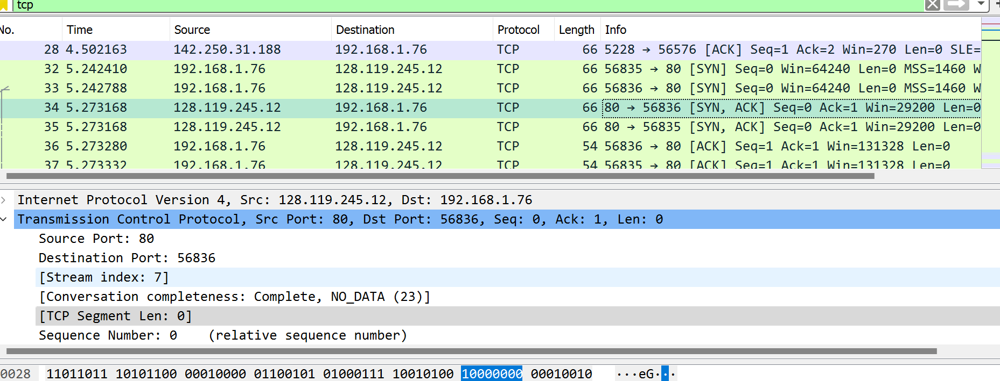 tcp
No. Time Source Destination Protocol Length Info
28 4.502163 142.250.31.188 192.168.1.76 TCP 66 5228 → 56576 [ACK] Seq=1 Ack=2 Win=270 Len=0 SLE=
32 5.242410 192.168.1.76 128.119.245.12 TCP 66 56835 → 80 [SYN] Seq=0 Win=64240 Len=0 MSS=1460 W
33 5.242788 192.168.1.76 128.119.245.12 TCP 66 56836 → 80 [SYN] Seq=0 Win=64240 Len=0 MSS=1460 W
34 5.273168 128.119.245.12 192.168.1.76 TCP 66 80 → 56836 [SYN, ACK] Seq=0 Ack=1 Win=29200 Len=0
35 5.273168 128.119.245.12 192.168.1.76 TCP 66 80 → 56835 [SYN, ACK] Seq=0 Ack=1 Win=29200 Len=0
36 5.273280 192.168.1.76 128.119.245.12 TCP 54 56836 → 80 [ACK] Seq=1 Ack=1 Win=131328 Len=0
37 5.273332 192.168.1.76 128.119.245.12 TCP 54 56835 → 80 [ACK] Seq=1 Ack=1 Win=131328 Len=0
Internet Protocol Version 4, Src: 128.119.245.12, Dst: 192.168.1.76
Transmission Control Protocol, Src Port: 80, Dst Port: 56836, Seq: 0, Ack: 1, Len: 0
Source Port: 80
Destination Port: 56836
[Stream index: 7]
[Conversation completeness: Complete, NO_DATA (23)]
[TCP Segment Len: 0]
Sequence Number: 0 (relative sequence number)
0028 11011011 10101100 00010000 01100101 01000111 10010100 10000000 00010010 ···eG···